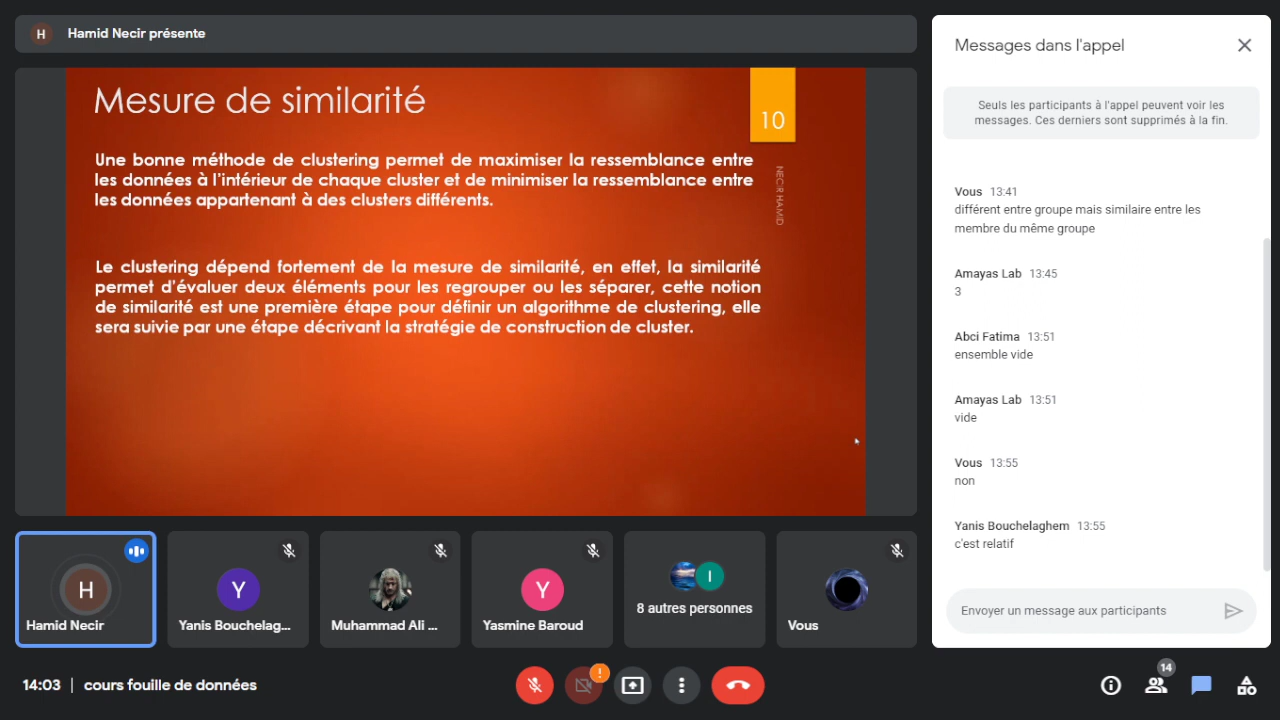 H
Hamid Necir présente
Mesure de similarité
10
Une bonne méthode de clustering permet de maximiser la ressemblance entre
les données à l'intérieur de chaque cluster et de minimiser la ressemblance entre
les données appartenant à des clusters différents.
NECIR HAMID
Le clustering dépend fortement de la mesure de similarité, en effet, la similarité
permet d'évaluer deux éléments pour les regrouper ou les séparer, cette notion
de similarité est une première étape pour définir un algorithme de clustering, elle
sera suivie par une étape décrivant la stratégie de construction de cluster.
H
Hamid Necir
Y
Yanis Bouchelag...
Muhammad Ali ...
Y
Yasmine Baroud
I
8 autres personnes
Vous
14:03 | cours fouille de données
!
14
Messages dans l'appel
Seuls les participants à l'appel peuvent voir les
messages. Ces derniers sont supprimés à la fin.
Vous 13:41
différent entre groupe mais similaire entre les
membre du même groupe
Amayas Lab 13:45
3
Abci Fatima 13:51
ensemble vide
Amayas Lab 13:51
vide
Vous 13:55
non
Yanis Bouchelaghem 13:55
c'est relatif
Envoyer un message aux participants